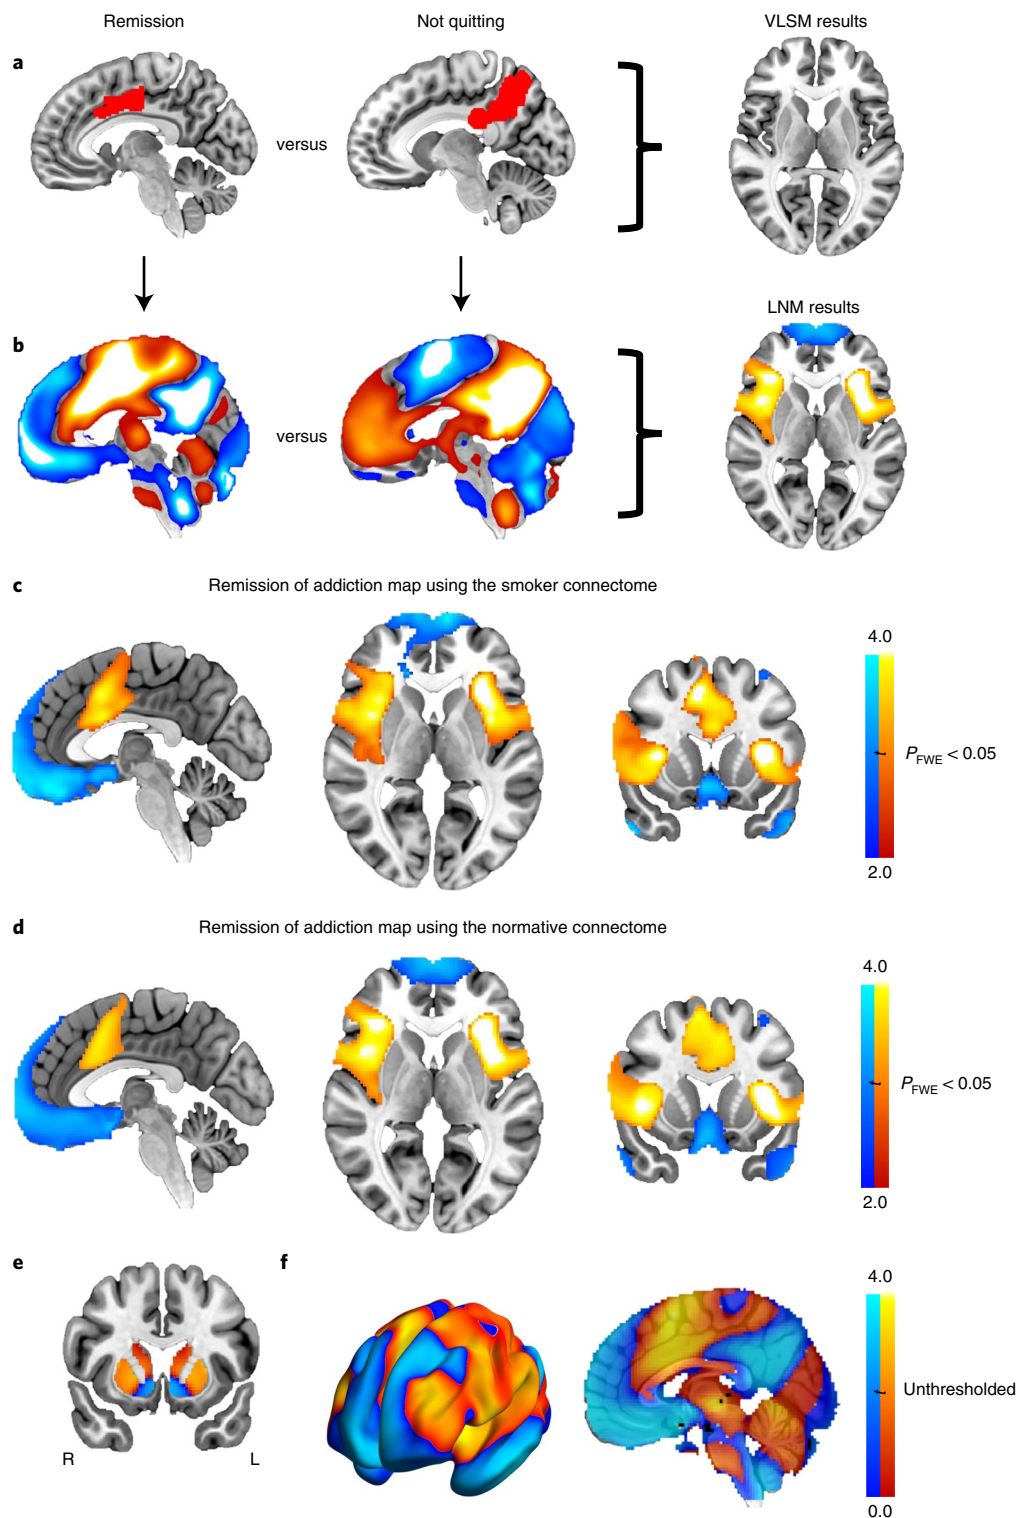 Remission
Not quitting
VLSM results
a
versus
LNM results
b
versus
c
Remission of addiction map using the smoker connectome
4.0
t
P_FWE < 0.05
2.0
d
Remission of addiction map using the normative connectome
4.0
t
P_FWE < 0.05
2.0
e
f
4.0
t
Unthresholded
R
L
0.0